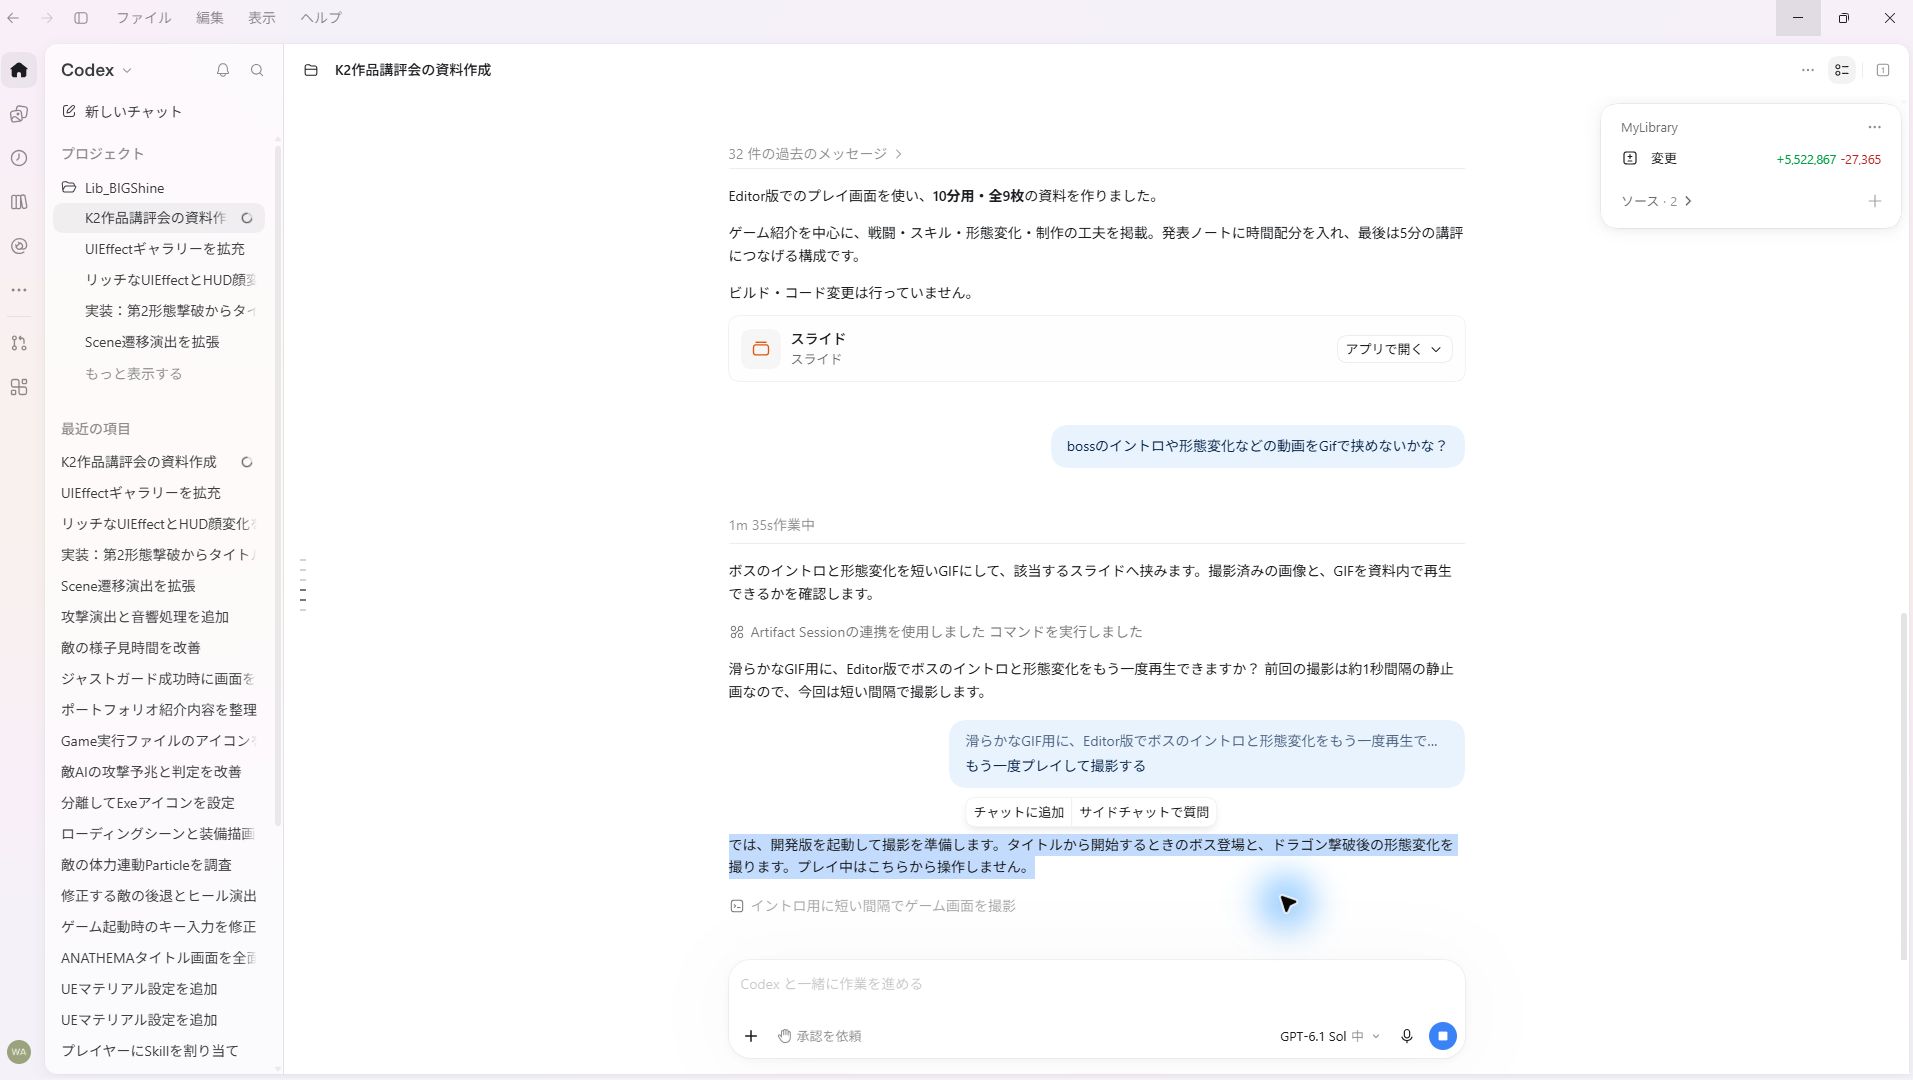 ファイル 編集 表示 ヘルプ
Codex
新しいチャット
プロジェクト
Lib_BIGShine
K2作品講評会の資料作
UIEffectギャラリーを拡充
リッチなUIEffectとHUD顔変
実装：第2形態撃破からタイ
Scene遷移演出を拡張
もっと表示する
最近の項目
K2作品講評会の資料作成
UIEffectギャラリーを拡充
リッチなUIEffectとHUD顔変化を
実装：第2形態撃破からタイトル
Scene遷移演出を拡張
攻撃演出と音響処理を追加
敵の様子見時間を改善
ジャストガード成功時に画面を
ポートフォリオ紹介内容を整理
Game実行ファイルのアイコンを
敵AIの攻撃予兆と判定を改善
分離してExeアイコンを設定
ローディングシーンと装備描画
敵の体力連動Particleを調査
修正する敵の後退とヒール演出
ゲーム起動時のキー入力を修正
ANATHEMAタイトル画面を全面
UEマテリアル設定を追加
UEマテリアル設定を追加
プレイヤーにSkillを割り当て
WA
K2作品講評会の資料作成
32 件の過去のメッセージ
Editor版でのプレイ画面を使い、10分用・全9枚の資料を作りました。
ゲーム紹介を中心に、戦闘・スキル・形態変化・制作の工夫を掲載。発表ノートに時間配分を入れ、最後は5分の講評
につなげる構成です。
ビルド・コード変更は行っていません。
スライド
スライド
アプリで開く
bossのイントロや形態変化などの動画をGifで挟めないかな？
1m 35s作業中
ボスのイントロと形態変化を短いGIFにして、該当するスライドへ挟みます。撮影済みの画像と、GIFを資料内で再生
できるかを確認します。
Artifact Sessionの連携を使用しました コマンドを実行しました
滑らかなGIF用に、Editor版でボスのイントロと形態変化をもう一度再生できますか？ 前回の撮影は約1秒間隔の静止
画なので、今回は短い間隔で撮影します。
滑らかなGIF用に、Editor版でボスのイントロと形態変化をもう一度再生で...
もう一度プレイして撮影する
チャットに追加 サイドチャットで質問
では、開発版を起動して撮影を準備します。タイトルから開始するときのボス登場と、ドラゴン撃破後の形態変化を
撮ります。プレイ中はこちらから操作しません。
イントロ用に短い間隔でゲーム画面を撮影
Codex と一緒に作業を進める
承認を依頼
GPT-6.1 Sol 中
MyLibrary
変更 +5,522,867 -27,365
ソース · 2
1